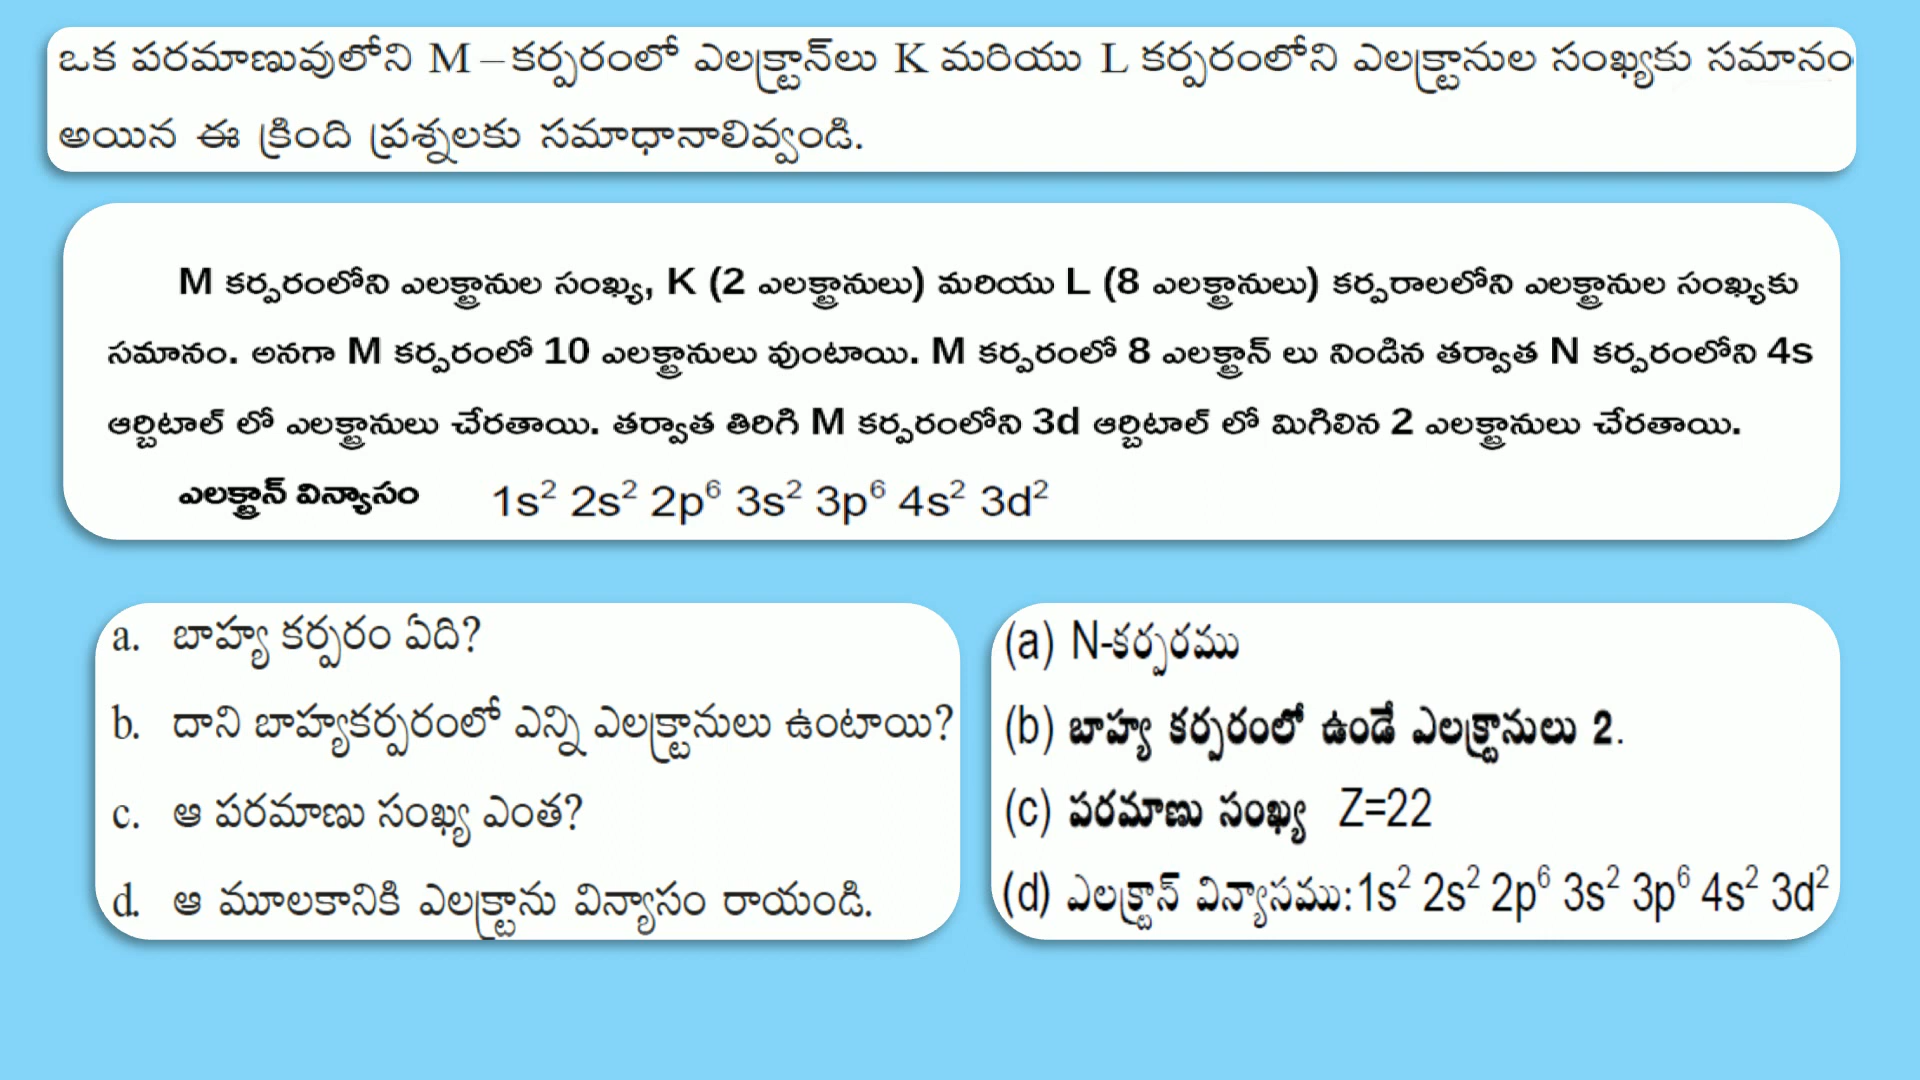 ఒక పరమాణువులోని M – కర్పరంలో ఎలక్ట్రాన్‌లు K మరియు L కర్పరంలోని ఎలక్ట్రానుల సంఖ్యకు సమానం
అయిన ఈ క్రింది ప్రశ్నలకు సమాధానాలివ్వండి.
M కర్పరంలోని ఎలక్ట్రానుల సంఖ్య, K (2 ఎలక్ట్రానులు) మరియు L (8 ఎలక్ట్రానులు) కర్పరాలలోని ఎలక్ట్రానుల సంఖ్యకు
సమానం. అనగా M కర్పరంలో 10 ఎలక్ట్రానులు వుంటాయి. M కర్పరంలో 8 ఎలక్ట్రాన్ లు నిండిన తర్వాత N కర్పరంలోని 4s
ఆర్బిటాల్ లో ఎలక్ట్రానులు చేరతాయి. తర్వాత తిరిగి M కర్పరంలోని 3d ఆర్బిటాల్ లో మిగిలిన 2 ఎలక్ట్రానులు చేరతాయి.
ఎలక్ట్రాన్ విన్యాసం 1s² 2s² 2p⁶ 3s² 3p⁶ 4s² 3d²
a. బాహ్య కర్పరం ఏది?
b. దాని బాహ్యకర్పరంలో ఎన్ని ఎలక్ట్రానులు ఉంటాయి?
c. ఆ పరమాణు సంఖ్య ఎంత?
d. ఆ మూలకానికి ఎలక్ట్రాను విన్యాసం రాయండి.
(a) N-కర్పరము
(b) బాహ్య కర్పరంలో ఉండే ఎలక్ట్రానులు 2.
(c) పరమాణు సంఖ్య Z=22
(d) ఎలక్ట్రాన్ విన్యాసము:1s² 2s² 2p⁶ 3s² 3p⁶ 4s² 3d²